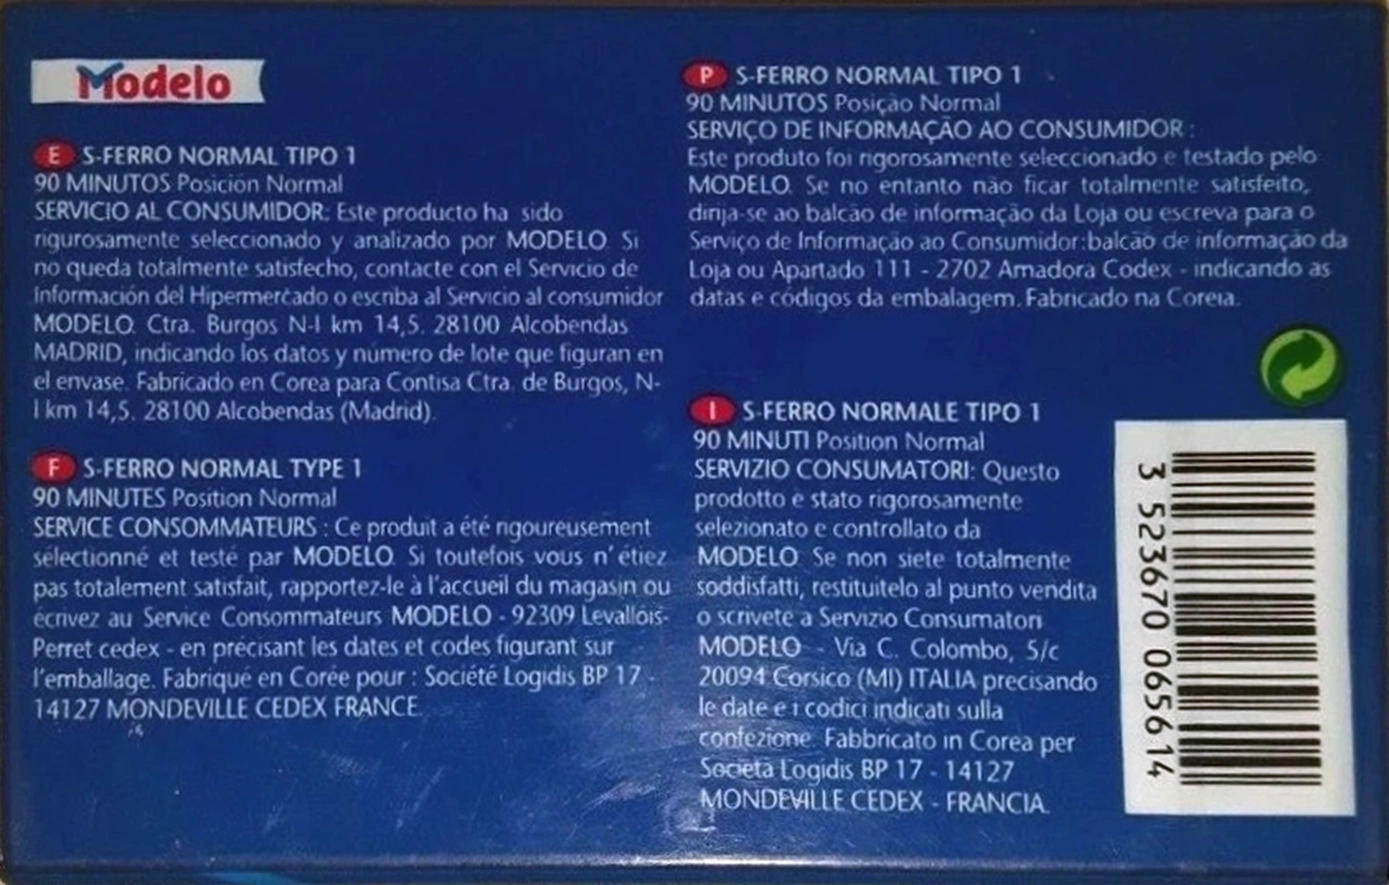 Modelo
E S-FERRO NORMAL TIPO 1
90 MINUTOS Posición Normal
SERVICIO AL CONSUMIDOR: Este producto ha sido
rigurosamente seleccionado y analizado por MODELO. Si
no queda totalmente satisfecho, contacte con el Servicio de
Información del Hipermercado o escriba al Servicio al consumidor
MODELO. Ctra. Burgos N-I km 14,5. 28100 Alcobendas
MADRID, indicando los datos y número de lote que figuran en
el envase. Fabricado en Corea para Contisa Ctra. de Burgos, N-
I km 14,5. 28100 Alcobendas (Madrid).
F S-FERRO NORMAL TYPE 1
90 MINUTES Position Normal
SERVICE CONSOMMATEURS : Ce produit a été rigoureusement
sélectionné et testé par MODELO. Si toutefois vous n'étiez
pas totalement satisfait, rapportez-le à l'accueil du magasin ou
écrivez au Service Consommateurs MODELO - 92309 Levallois-
Perret cedex - en précisant les dates et codes figurant sur
l'emballage. Fabriqué en Corée pour : Société Logidis BP 17 -
14127 MONDEVILLE CEDEX FRANCE.
P S-FERRO NORMAL TIPO 1
90 MINUTOS Posição Normal
SERVIÇO DE INFORMAÇÃO AO CONSUMIDOR :
Este produto foi rigorosamente seleccionado e testado pelo
MODELO. Se no entanto não ficar totalmente satisfeito,
dirija-se ao balcão de informação da Loja ou escreva para o
Serviço de Informação ao Consumidor:balcão de informação da
Loja ou Apartado 111 - 2702 Amadora Codex - indicando as
datas e códigos da embalagem. Fabricado na Coreia.
I S-FERRO NORMALE TIPO 1
90 MINUTI Position Normal
SERVIZIO CONSUMATORI: Questo
prodotto è stato rigorosamente
selezionato e controllato da
MODELO. Se non siete totalmente
soddisfatti, restituitelo al punto vendita
o scrivete a Servizio Consumatori
MODELO - Via C. Colombo, 5/c
20094 Corsico (MI) ITALIA precisando
le date e i codici indicati sulla
confezione. Fabbricato in Corea per
Società Logidis BP 17 - 14127
MONDEVILLE CEDEX - FRANCIA.
3 523670 065614